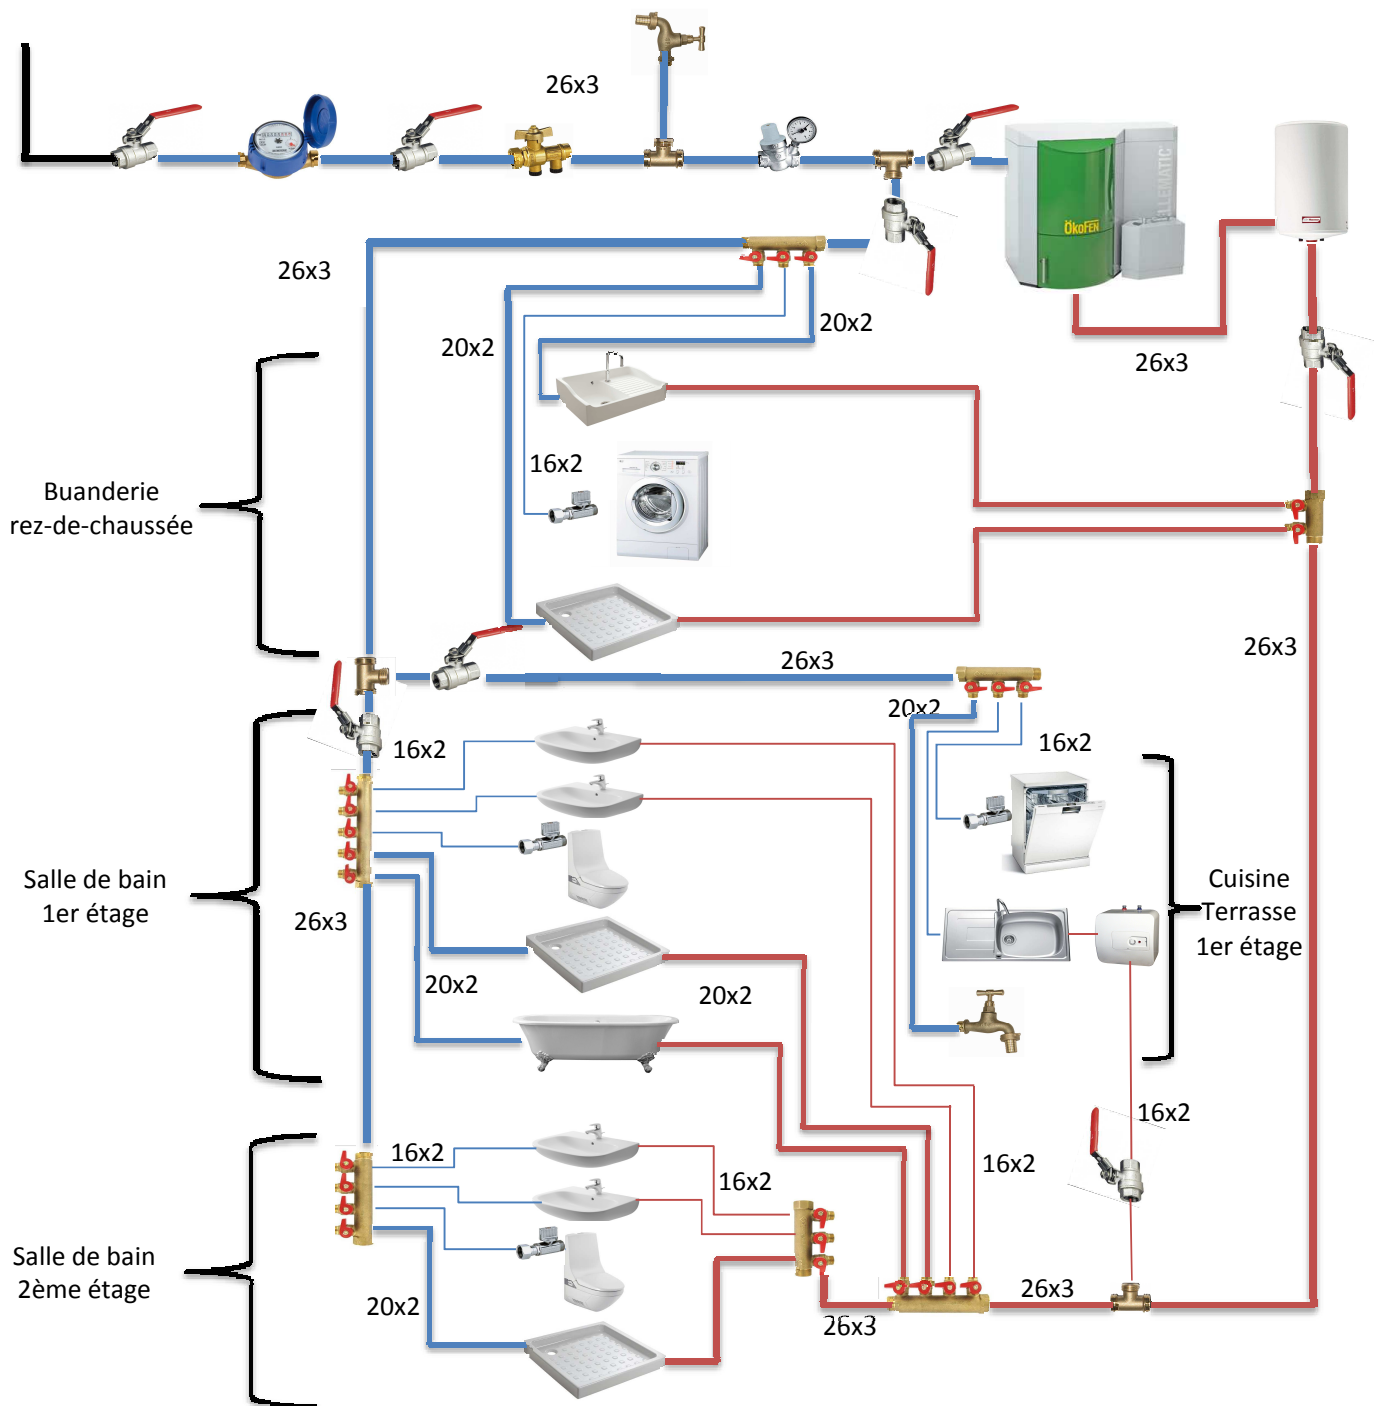 26x3
ÖkoFEN
LLEMATIC
26x3
20x2
20x2
26x3
Buanderie
rez-de-chaussée
16x2
26x3
26x3
20x2
16x2
16x2
Salle de bain
1er étage
26x3
Cuisine
Terrasse
1er étage
20x2
20x2
16x2
16x2
16x2
16x2
Salle de bain
2ème étage
20x2
26x3
26x3